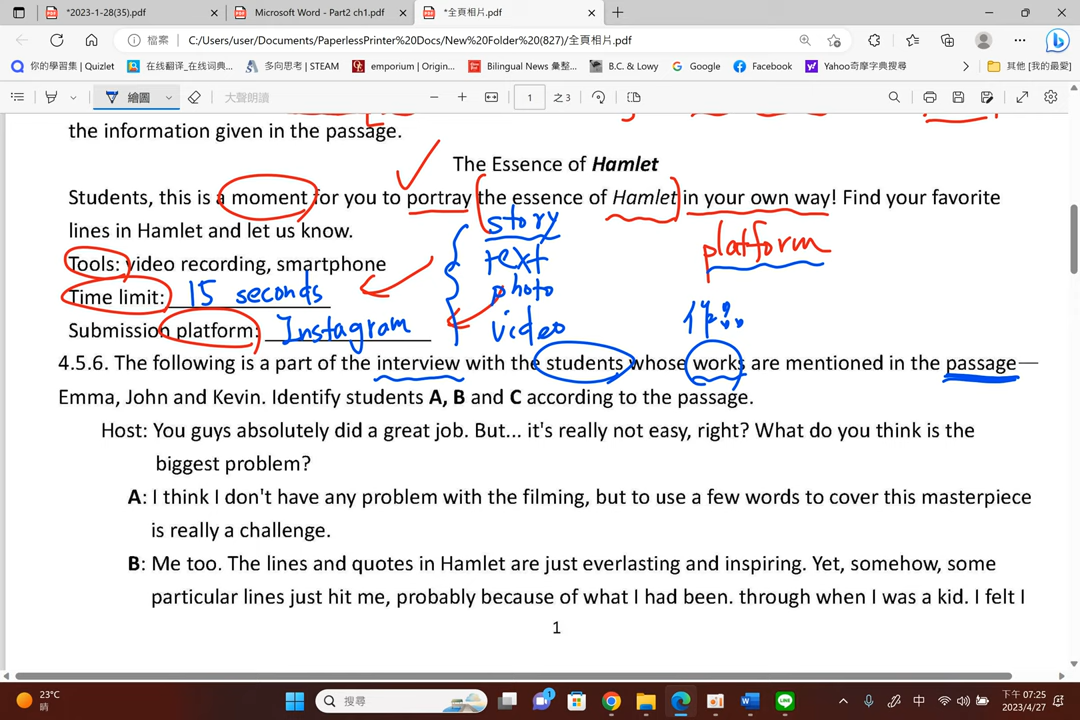 *2023-1-28(35).pdf
Microsoft Word - Part2 ch1.pdf
*全頁相片.pdf
檔案
C:/Users/user/Documents/PaperlessPrinter%20Docs/New%20Folder%20(827)/全頁相片.pdf
你的學習集 | Quizlet
在线翻译_在线词典...
多向思考 | STEAM
emporium | Origin...
Bilingual News 彙整...
B.C. & Lowy
Google
Facebook
Yahoo奇摩字典搜尋
其他 [我的最愛]
繪圖
大聲朗讀
1
之 3
the information given in the passage.
The Essence of Hamlet
Students, this is a moment for you to portray the essence of Hamlet in your own way! Find your favorite
lines in Hamlet and let us know.
story
platform
Tools: video recording, smartphone
text
Time limit: 15 seconds
photo
Submission platform: Instagram
video
4.5.6. The following is a part of the interview with the students whose works are mentioned in the passage—
Emma, John and Kevin. Identify students A, B and C according to the passage.
Host: You guys absolutely did a great job. But... it's really not easy, right? What do you think is the
biggest problem?
A: I think I don't have any problem with the filming, but to use a few words to cover this masterpiece
is really a challenge.
B: Me too. The lines and quotes in Hamlet are just everlasting and inspiring. Yet, somehow, some
particular lines just hit me, probably because of what I had been. through when I was a kid. I felt I
1
23°C
晴
搜尋
1
中
下午 07:25
2023/4/27